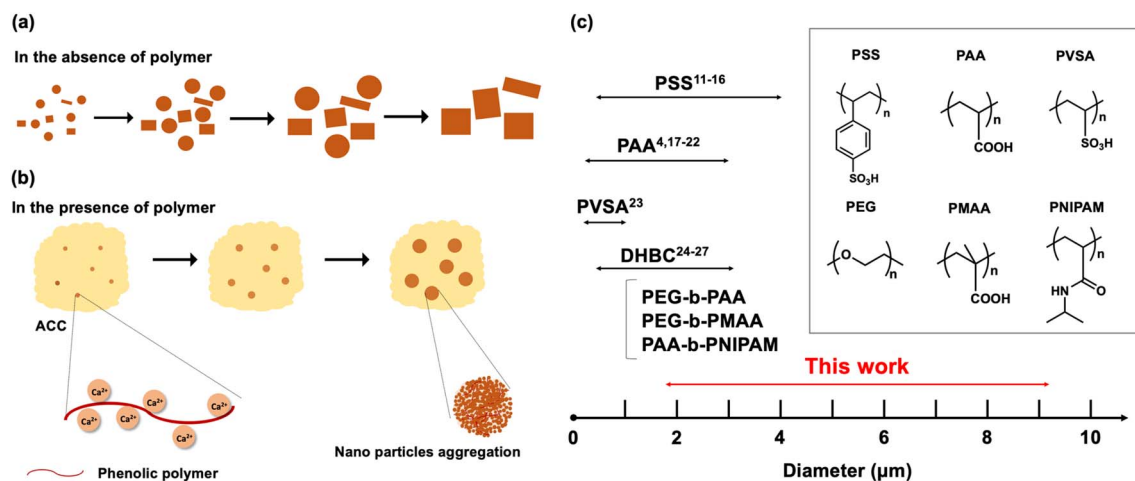 (a)
In the absence of polymer
(b)
In the presence of polymer
ACC
Ca²⁺
Ca²⁺
Ca²⁺
Ca²⁺
Ca²⁺
Ca²⁺
Phenolic polymer
Nano particles aggregation
(c)
PSS¹¹⁻¹⁶
PAA⁴,¹⁷⁻²²
PVSA²³
DHBC²⁴⁻²⁷
PEG-b-PAA
PEG-b-PMAA
PAA-b-PNIPAM
PSS
PAA
PVSA
n
SO₃H
n
COOH
n
SO₃H
PEG
PMAA
PNIPAM
O
n
n
COOH
n
HN
O
This work
0 2 4 6 8 10
Diameter (μm)